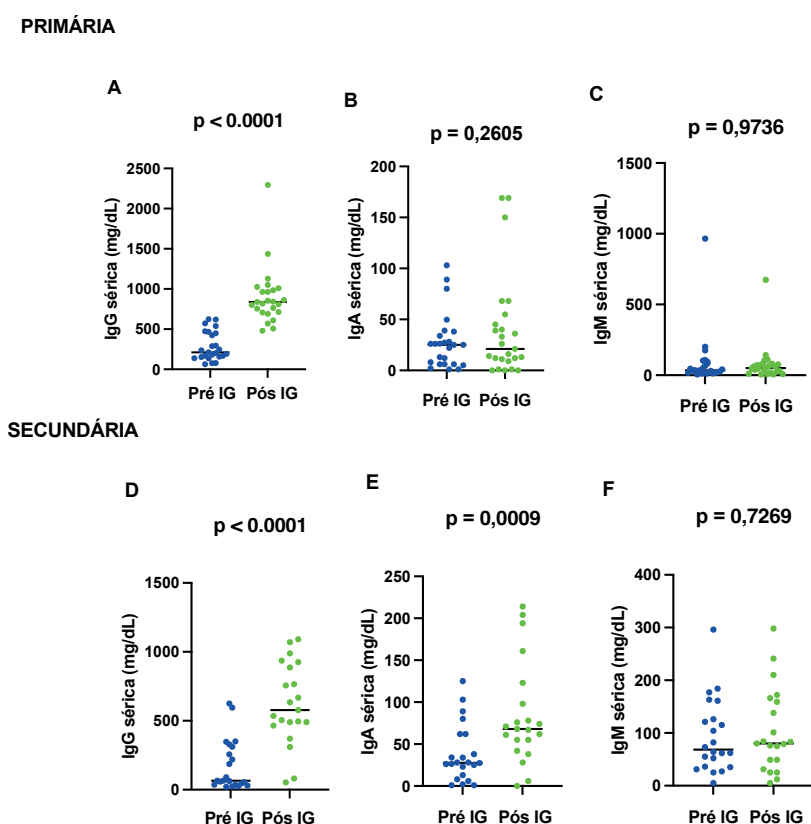 PRIMÁRIA
A
p < 0.0001
IgG sérica (mg/dL)
2500
2000
1500
1000
500
0
Pré IG Pós IG
B
p = 0,2605
IgA sérica (mg/dL)
200
150
100
50
0
Pré IG Pós IG
C
p = 0,9736
IgM sérica (mg/dL)
1500
1000
500
0
Pré IG Pós IG
SECUNDÁRIA
D
p < 0.0001
IgG sérica (mg/dL)
1500
1000
500
0
Pré IG Pós IG
E
p = 0,0009
IgA sérica (mg/dL)
250
200
150
100
50
0
Pré IG Pós IG
F
p = 0,7269
IgM sérica (mg/dL)
400
300
200
100
0
Pré IG Pós IG